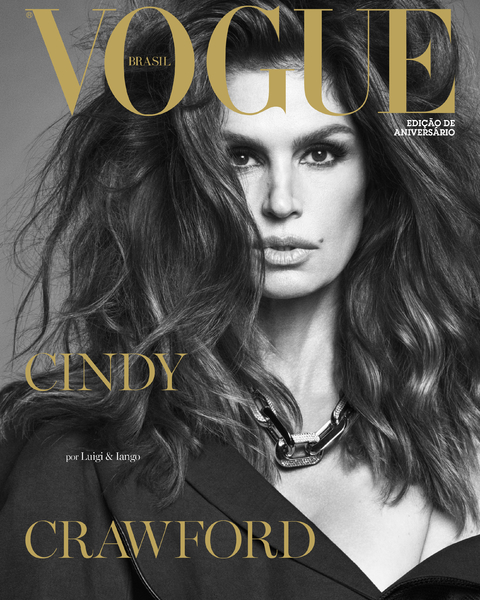 VOGUE
BRASIL
EDIÇÃO DE
ANIVERSÁRIO
CINDY
por Luigi & Iango
CRAWFORD